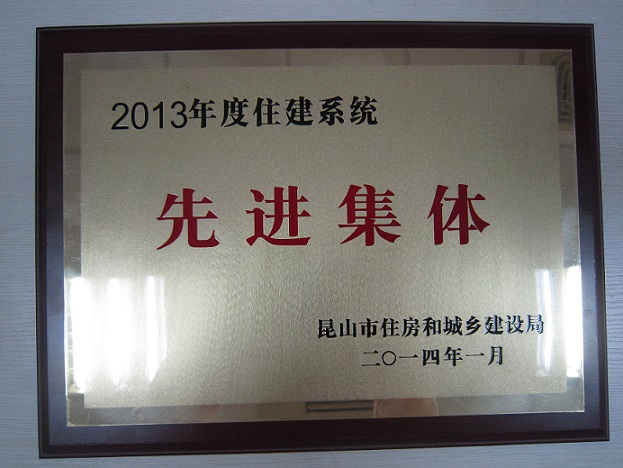 2013年度住建系统
先进集体
昆山市住房和城乡建设局
二〇一四年一月